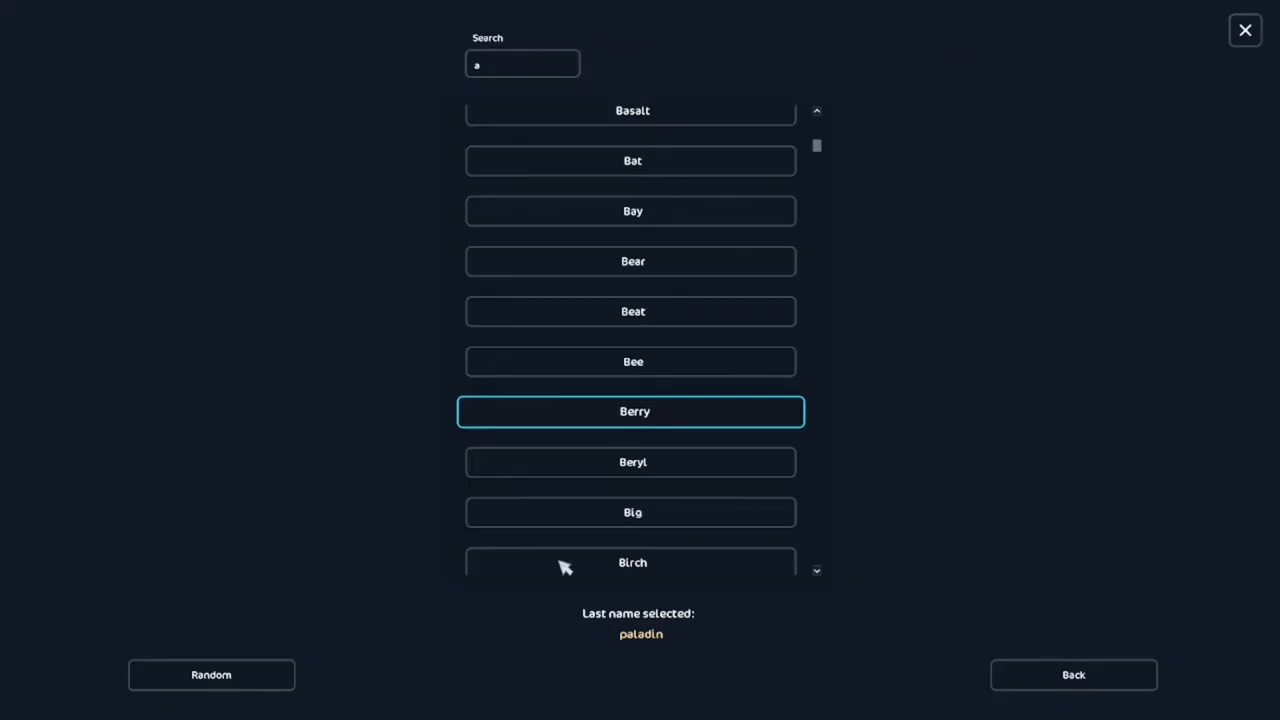 Search
a
Basalt
Bat
Bay
Bear
Beat
Bee
Berry
Beryl
Big
Birch
Last name selected:
paladin
Random
Back